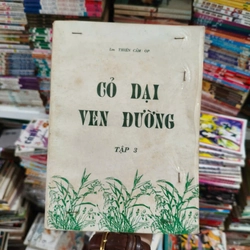 CỎ DẠI
VEN ĐƯỜNG
TẬP 3